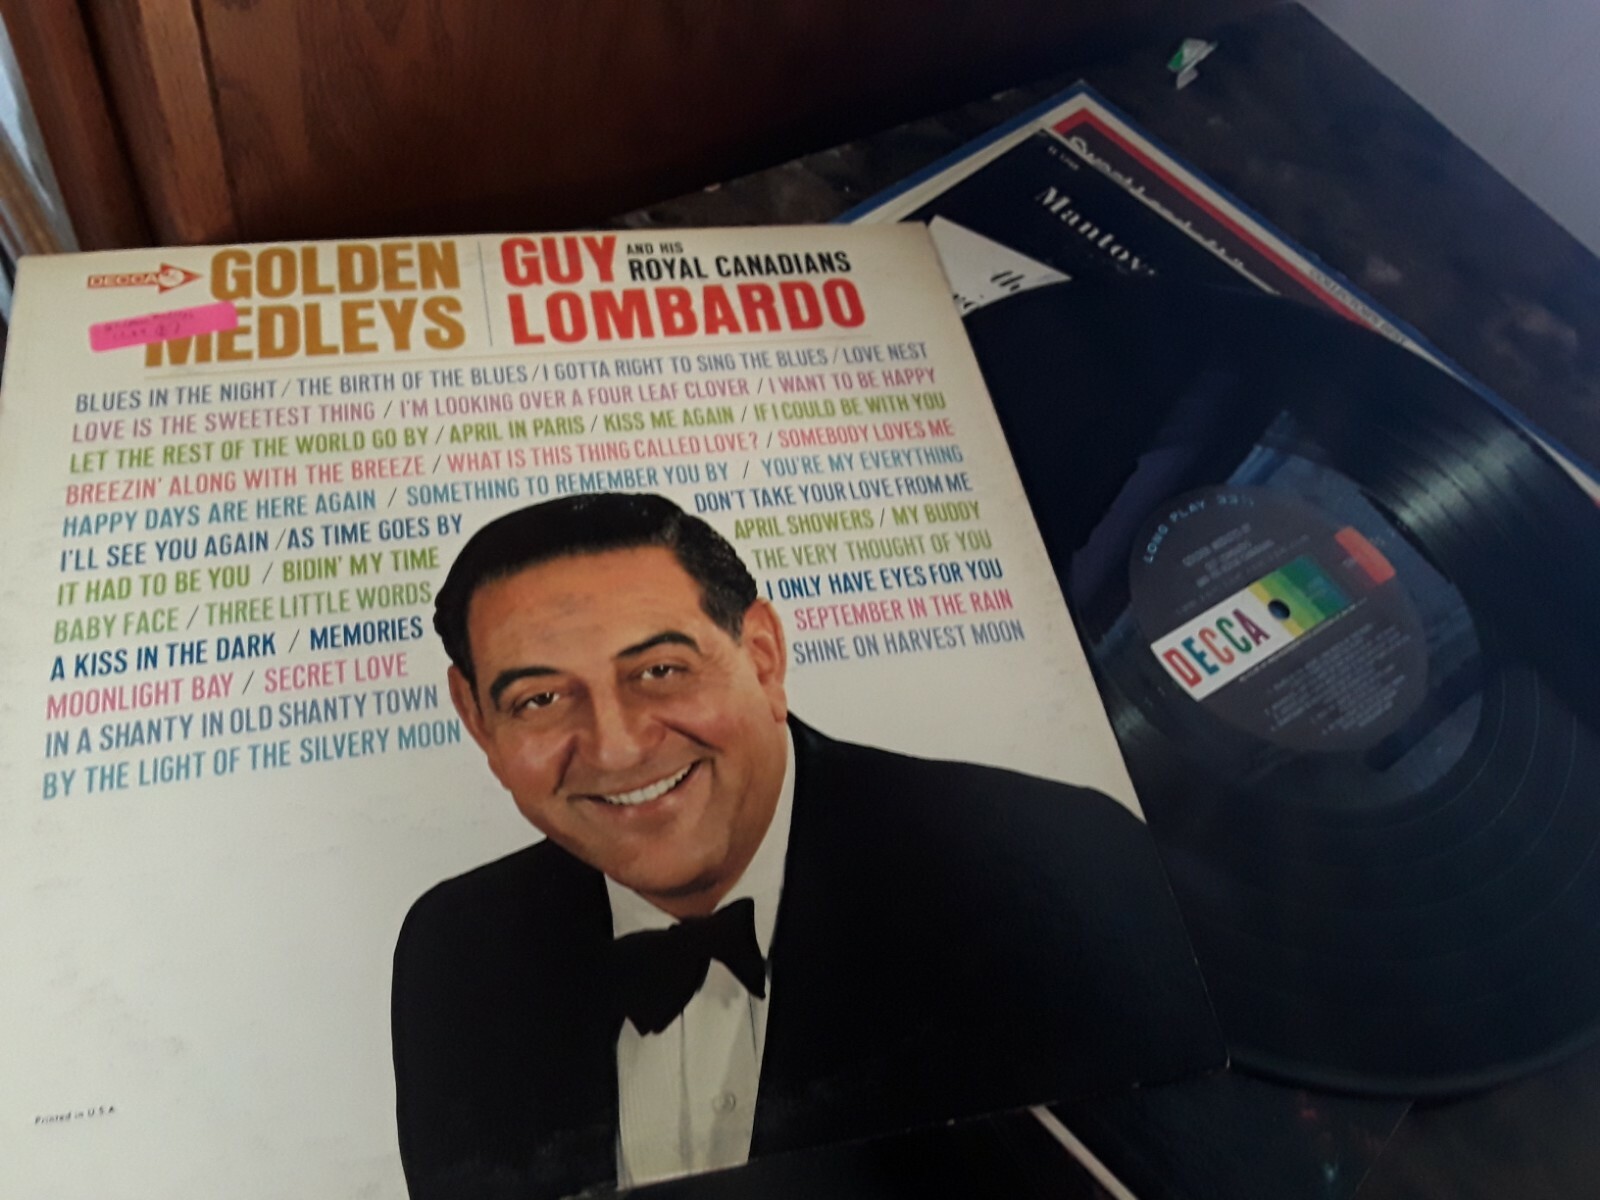 DECCA
GOLDEN
MEDLEYS
GUY AND HIS
ROYAL CANADIANS
LOMBARDO
BLUES IN THE NIGHT / THE BIRTH OF THE BLUES / I GOTTA RIGHT TO SING THE BLUES / LOVE NEST
LOVE IS THE SWEETEST THING / I'M LOOKING OVER A FOUR LEAF CLOVER / I WANT TO BE HAPPY
LET THE REST OF THE WORLD GO BY / APRIL IN PARIS / KISS ME AGAIN / IF I COULD BE WITH YOU
BREEZIN' ALONG WITH THE BREEZE / WHAT IS THIS THING CALLED LOVE? / SOMEBODY LOVES ME
HAPPY DAYS ARE HERE AGAIN / SOMETHING TO REMEMBER YOU BY / YOU'RE MY EVERYTHING
I'LL SEE YOU AGAIN / AS TIME GOES BY
IT HAD TO BE YOU / BIDIN' MY TIME
BABY FACE / THREE LITTLE WORDS
A KISS IN THE DARK / MEMORIES
MOONLIGHT BAY / SECRET LOVE
IN A SHANTY IN OLD SHANTY TOWN
BY THE LIGHT OF THE SILVERY MOON
DON'T TAKE YOUR LOVE FROM ME
APRIL SHOWERS / MY BUDDY
THE VERY THOUGHT OF YOU
I ONLY HAVE EYES FOR YOU
SEPTEMBER IN THE RAIN
SHINE ON HARVEST MOON
Printed in U.S.A.
Mantov
LONG PLAY 33⅓
DECCA